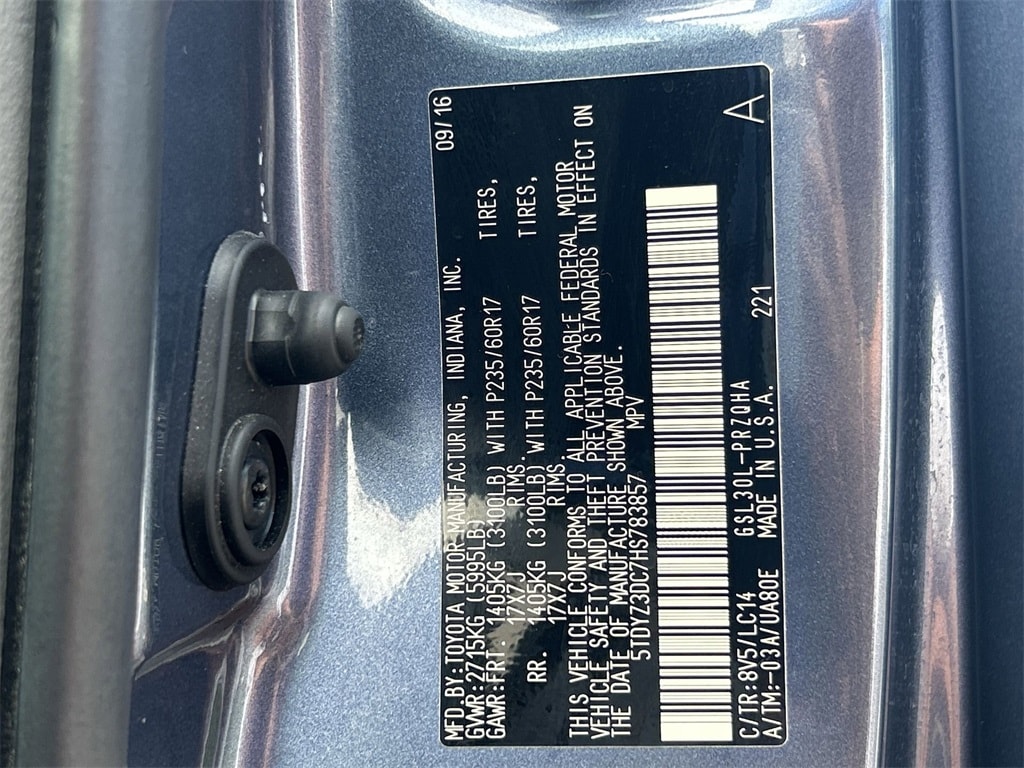 MFD.BY:TOYOTA MOTOR MANUFACTURING, INDIANA, INC. 09/16
GVWR:2715KG (5995LB)
GAWR:FRT. 1405KG (3100LB) WITH P235/60R17 TIRES,
17X7J RIMS.
RR. 1405KG (3100LB) WITH P235/60R17 TIRES,
17X7J RIMS.
THIS VEHICLE CONFORMS TO ALL APPLICABLE FEDERAL MOTOR
VEHICLE SAFETY AND THEFT PREVENTION STANDARDS IN EFFECT ON
THE DATE OF MANUFACTURE SHOWN ABOVE.
5TDYZ3DC7HS783857 MPV
C/TR:8V5/LC14 GSL30L-PRZQHA 221
A/TM:-03A/UA80E MADE IN U.S.A.
A